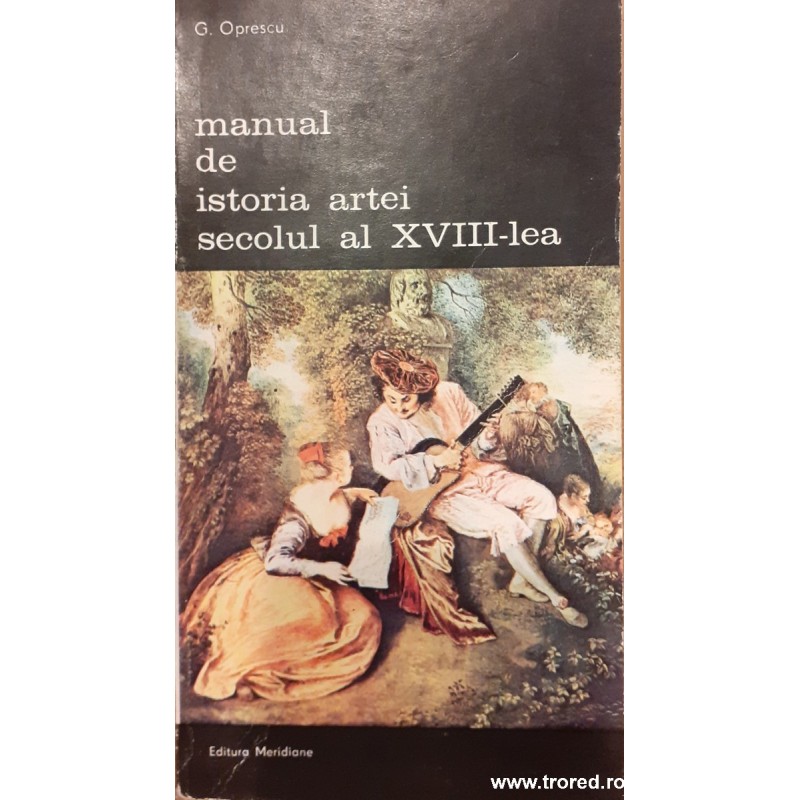 G. Oprescu
manual
de
istoria artei
secolul al XVIII-lea
Editura Meridiane
www.trored.ro